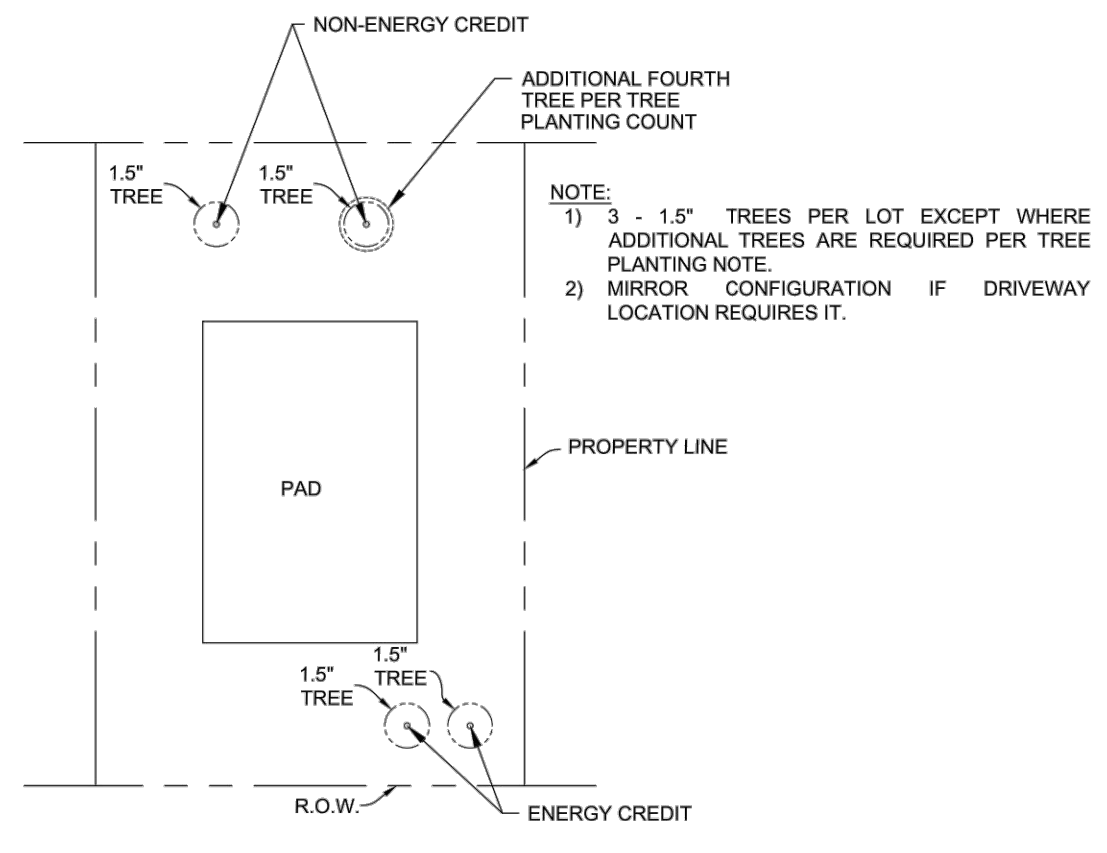 NON-ENERGY CREDIT
ADDITIONAL FOURTH
TREE PER TREE
PLANTING COUNT
1.5"
TREE
1.5"
TREE
NOTE:
1) 3 - 1.5" TREES PER LOT EXCEPT WHERE
ADDITIONAL TREES ARE REQUIRED PER TREE
PLANTING NOTE.
2) MIRROR CONFIGURATION IF DRIVEWAY
LOCATION REQUIRES IT.
PROPERTY LINE
PAD
1.5"
TREE
1.5"
TREE
R.O.W.
ENERGY CREDIT